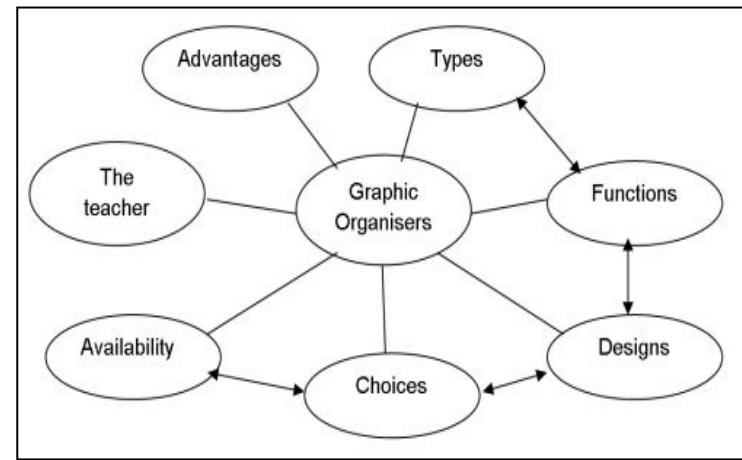 Advantages
Types
The
teacher
Graphic
Organisers
Functions
Availability
Choices
Designs